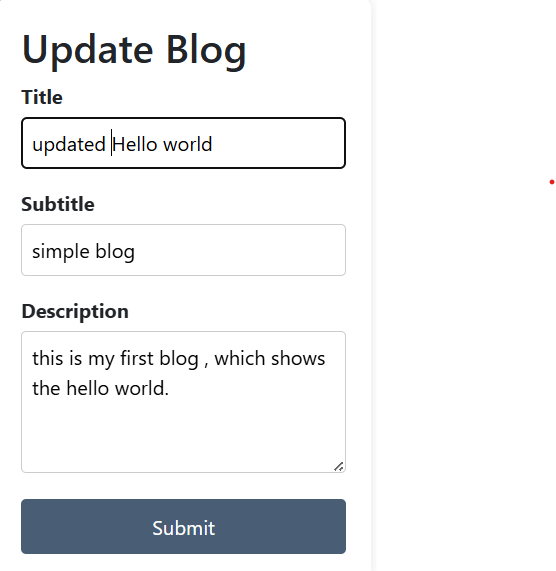 Update Blog
Title
updated Hello world
Subtitle
simple blog
Description
this is my first blog , which shows
the hello world.
Submit